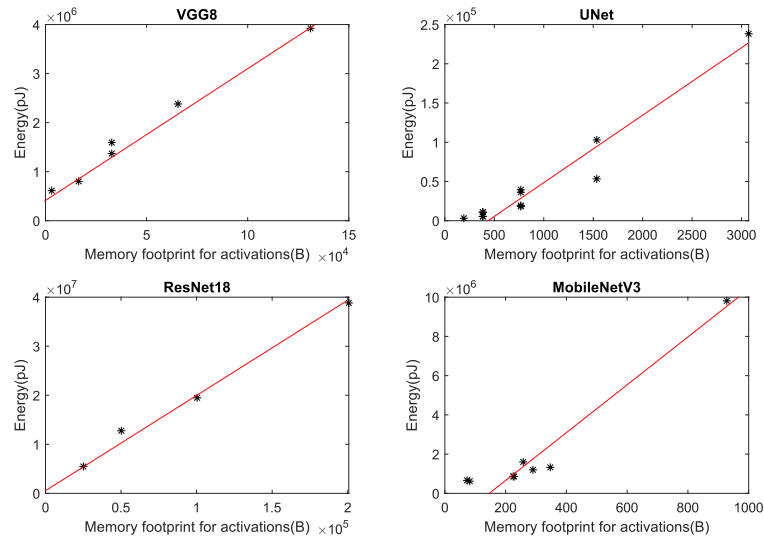 VGG8
×10^6
4
3
2
1
0
Energy(pJ)
0 5 10 15
Memory footprint for activations(B) ×10^4
UNet
×10^5
2.5
2
1.5
1
0.5
0
Energy(pJ)
0 500 1000 1500 2000 2500 3000
Memory footprint for activations(B)
ResNet18
×10^7
4
3
2
1
0
Energy(pJ)
0 0.5 1 1.5 2
Memory footprint for activations(B) ×10^5
MobileNetV3
×10^6
10
8
6
4
2
0
Energy(pJ)
0 200 400 600 800 1000
Memory footprint for activations(B)